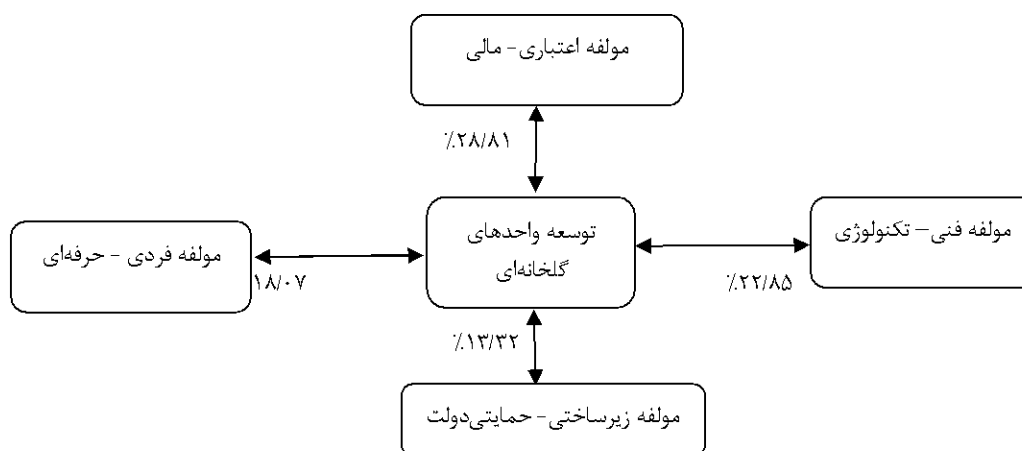 مولفه اعتباری- مالی
٪۲۸/۸۱
توسعه واحدهای
گلخانه‌ای
مولفه فنی– تکنولوژی
٪۲۲/۸۵
مولفه فردی - حرفه‌ای
۱۸/۰۷
٪۱۳/۳۲
مولفه زیرساختی- حمایتی‌دولت